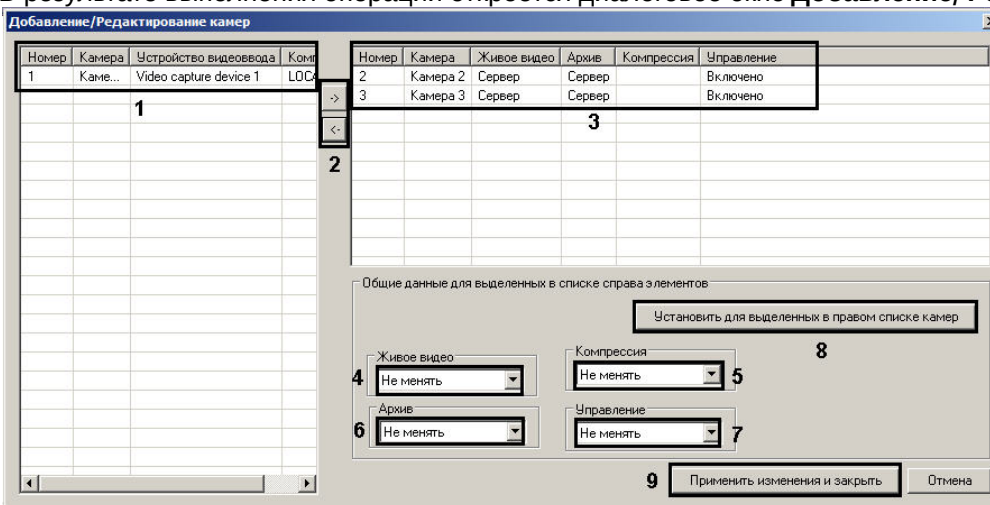 В результате выполнения операции откроется диалоговое окно Добавление/
Добавление/Редактирование камер
Номер Камера Устройство видеоввода
1 Каме... Video capture device 1 LOCA
1
->
<-
2
Номер Камера Живое видео Архив Компрессия Управление
2 Камера 2 Сервер Сервер Включено
3 Камера 3 Сервер Сервер Включено
3
Общие данные для выделенных в списке справа элементов
Установить для выделенных в правом списке камер
8
Живое видео
4 Не менять
Компрессия
Не менять 5
Архив
6 Не менять
Управление
Не менять 7
9 Применить изменения и закрыть Отмена